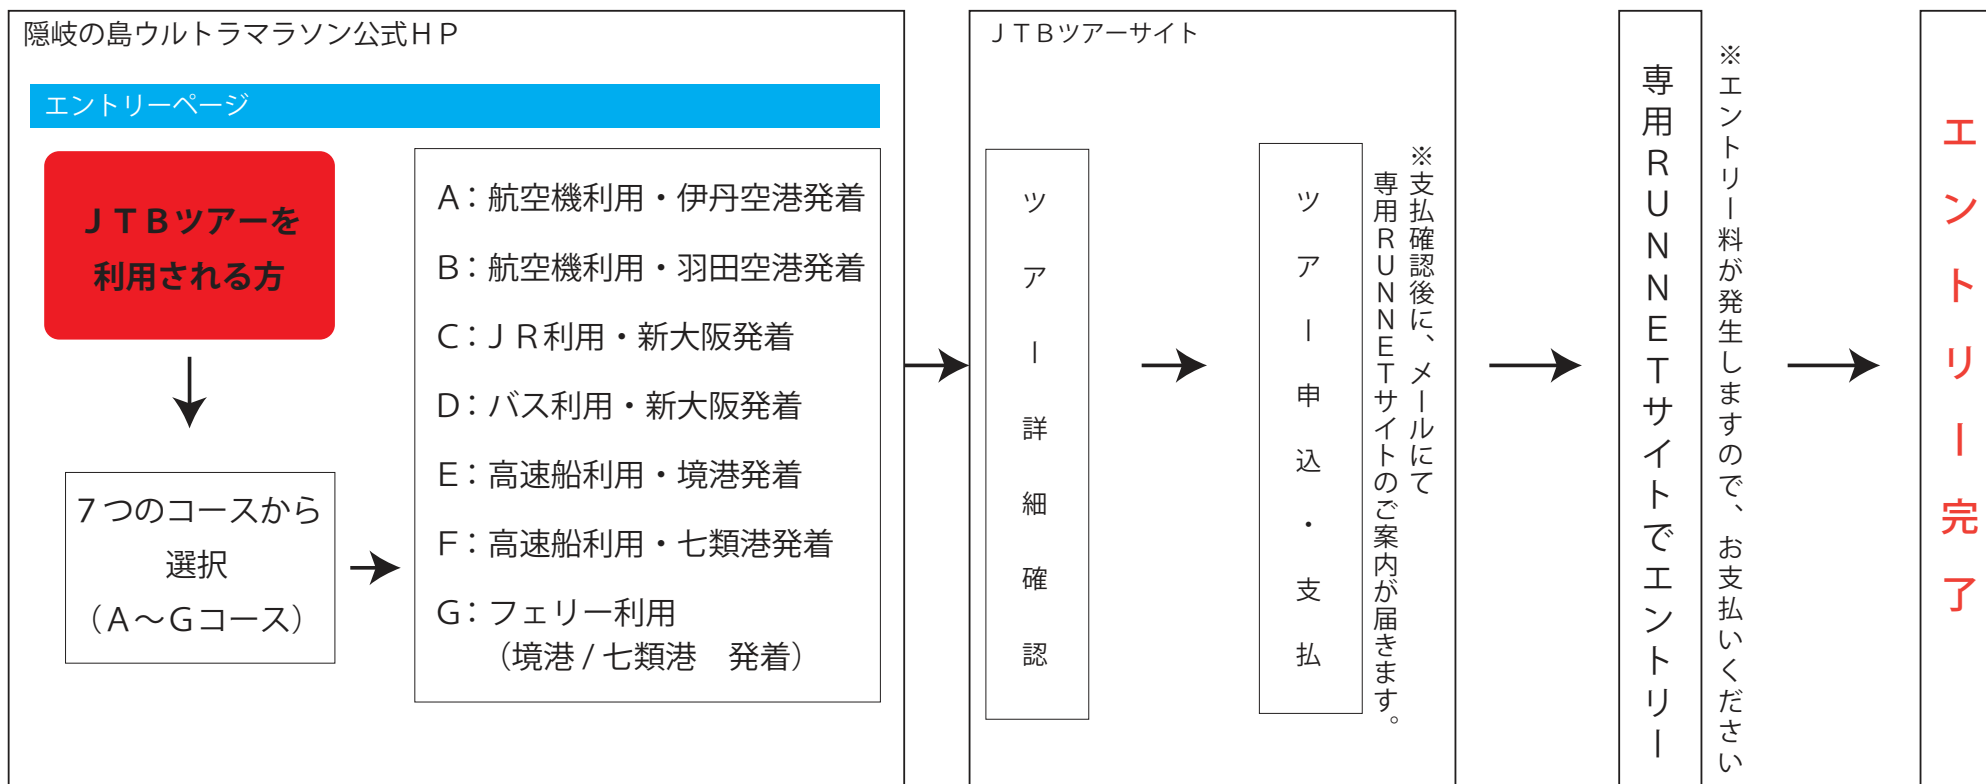 隠岐の島ウルトラマラソン公式ＨＰ
エントリーページ
ＪＴＢツアーを
利用される方
７つのコースから
選択
（Ａ～Ｇコース）
Ａ：航空機利用・伊丹空港発着
Ｂ：航空機利用・羽田空港発着
Ｃ：ＪＲ利用・新大阪発着
Ｄ：バス利用・新大阪発着
Ｅ：高速船利用・境港発着
Ｆ：高速船利用・七類港発着
Ｇ：フェリー利用
（境港 / 七類港　発着）
ＪＴＢツアーサイト
ツアー詳細確認
ツアー申込・支払
※支払確認後に、メールにて
専用ＲＵＮＮＥＴサイトのご案内が届きます。
専用ＲＵＮＮＥＴサイトでエントリー
※エントリー料が発生しますので、お支払いください
エントリー完了